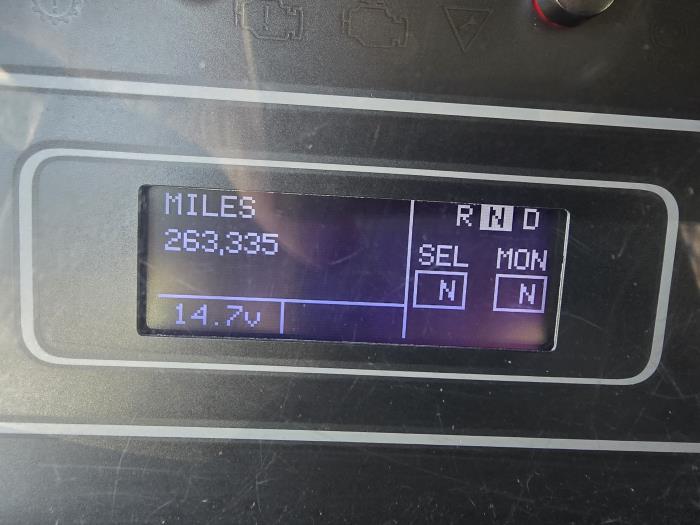 MILES
263,335
14.7v
R N D
SEL MON
N N